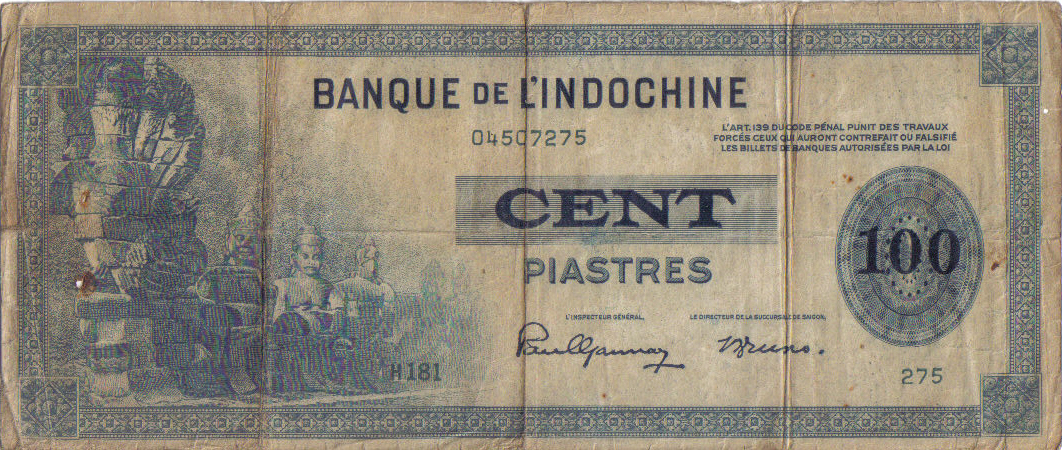 BANQUE DE L'INDOCHINE
04507275
L'ART. 139 DU CODE PÉNAL PUNIT DES TRAVAUX
FORCÉS CEUX QUI AURONT CONTREFAIT OU FALSIFIÉ
LES BILLETS DE BANQUES AUTORISÉES PAR LA LOI
CENT
100
PIASTRES
L'INSPECTEUR GÉNÉRAL,
LE DIRECTEUR DE LA SUCCURSALE DE SAIGON,
H181
275